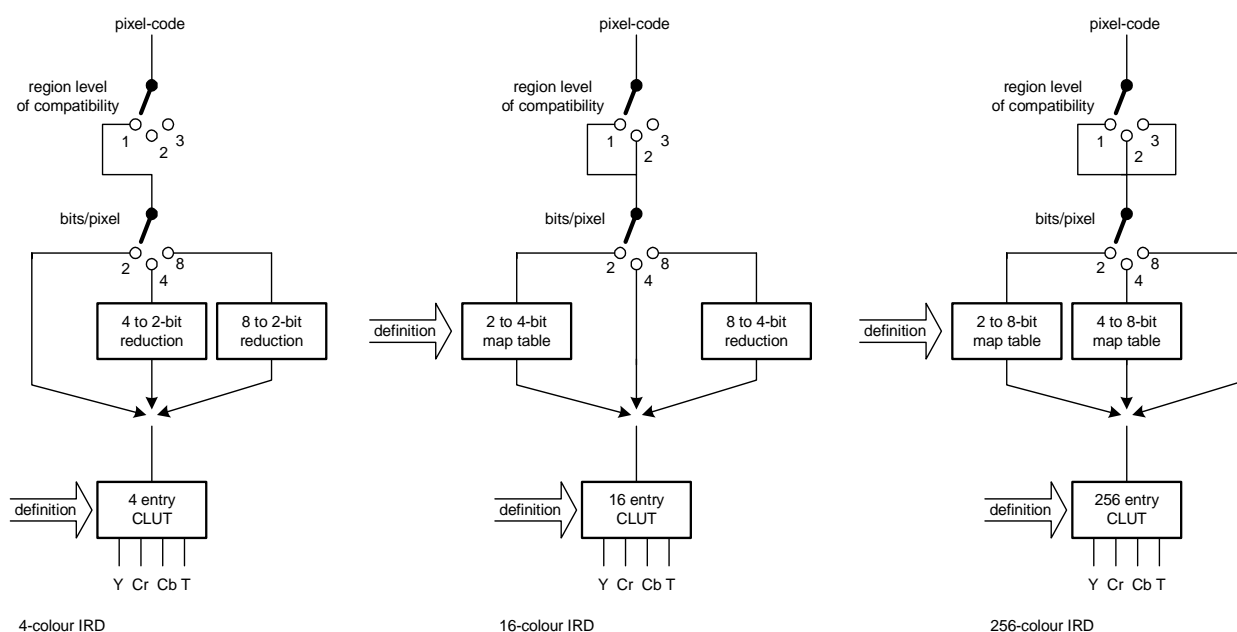 pixel-code
region level
of compatibility
1
2
3
bits/pixel
2
4
8
4 to 2-bit
reduction
8 to 2-bit
reduction
definition
4 entry
CLUT
Y Cr Cb T
4-colour IRD
pixel-code
region level
of compatibility
1
2
3
bits/pixel
2
4
8
definition
2 to 4-bit
map table
8 to 4-bit
reduction
definition
16 entry
CLUT
Y Cr Cb T
16-colour IRD
pixel-code
region level
of compatibility
1
2
3
bits/pixel
2
4
8
definition
2 to 8-bit
map table
4 to 8-bit
map table
definition
256 entry
CLUT
Y Cr Cb T
256-colour IRD